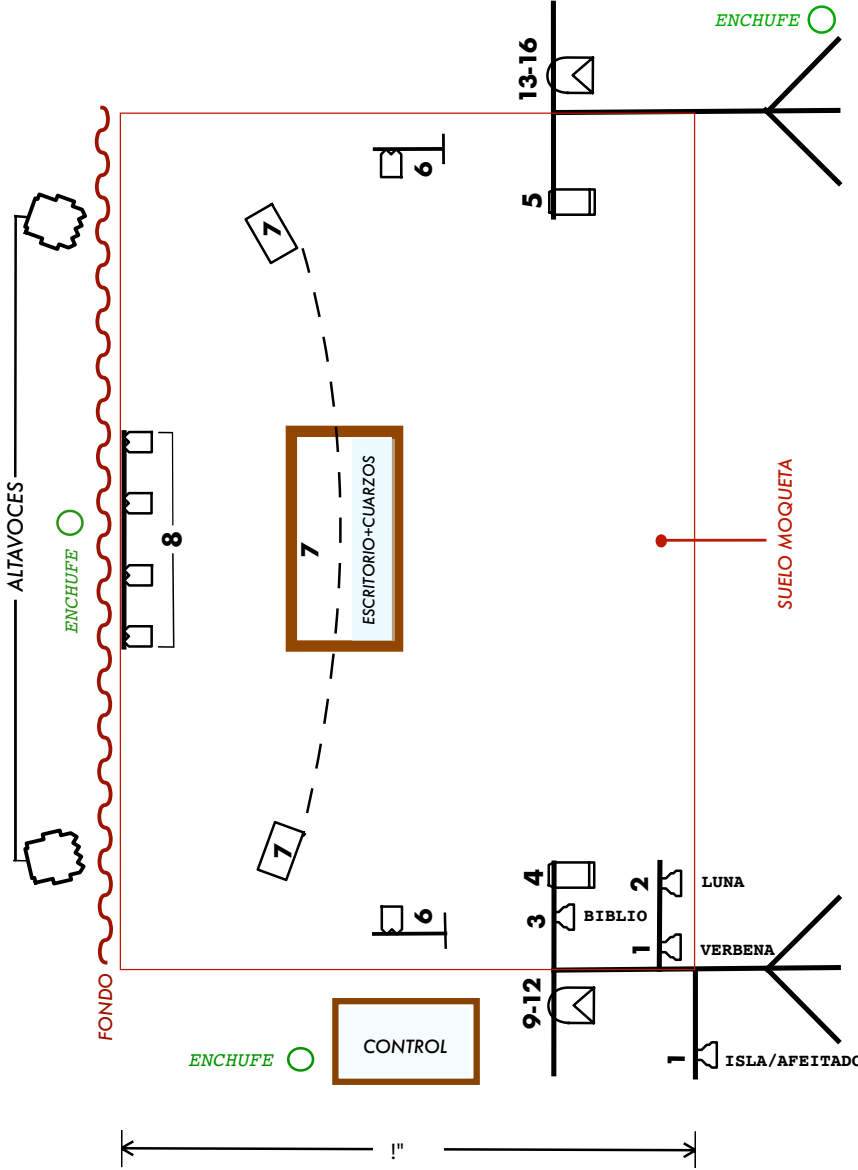 ENCHUFE
ALTAVOCES
ENCHUFE
13-16
5
6
7
8
7
ESCRITORIO+CUARZOS
SUELO MOQUETA
7
6
4
3
BIBLIO
2
LUNA
1
VERBENA
FONDO
9-12
ENCHUFE
CONTROL
1
ISLA/AFEITADO
!"